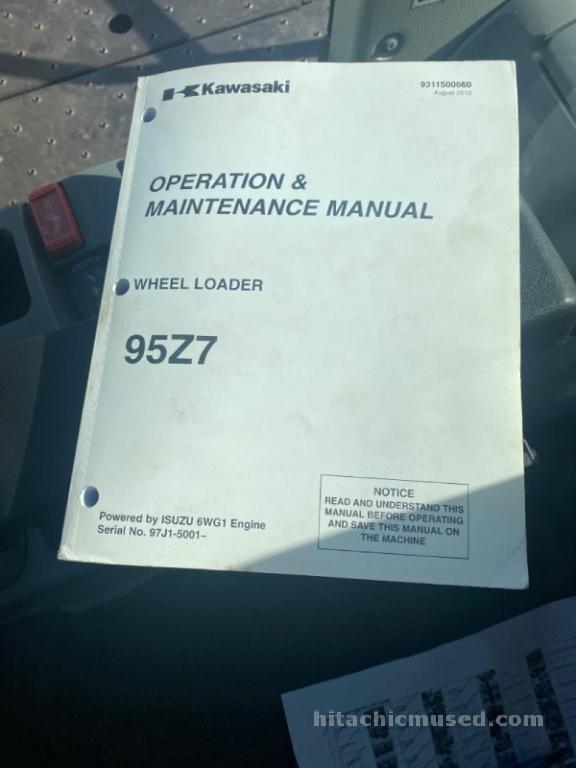 Kawasaki
9311500660
August 2012
OPERATION &
MAINTENANCE MANUAL
WHEEL LOADER
95Z7
Powered by ISUZU 6WG1 Engine
Serial No. 97J1-5001~
NOTICE
READ AND UNDERSTAND THIS
MANUAL BEFORE OPERATING
AND SAVE THIS MANUAL ON
THE MACHINE
hitachicmused.com